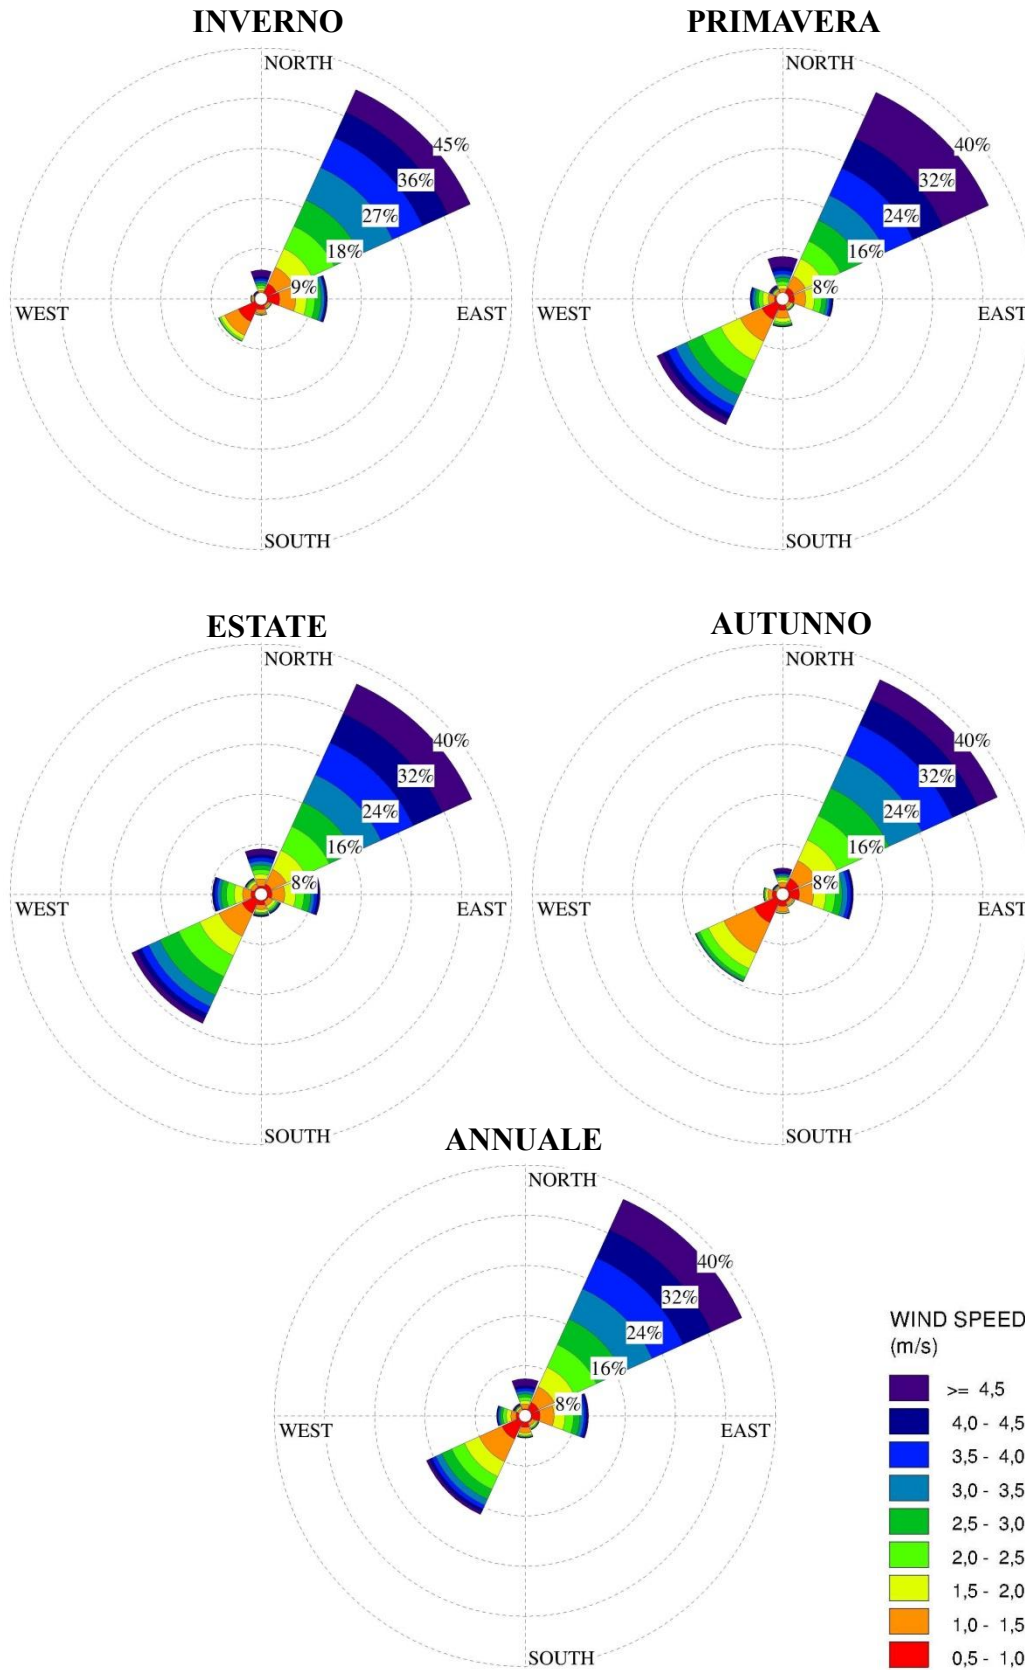 INVERNO
NORTH
45%
36%
27%
18%
9%
WEST
EAST
SOUTH
PRIMAVERA
NORTH
40%
32%
24%
16%
8%
WEST
EAST
SOUTH
ESTATE
NORTH
40%
32%
24%
16%
8%
WEST
EAST
SOUTH
AUTUNNO
NORTH
40%
32%
24%
16%
8%
WEST
EAST
SOUTH
ANNUALE
NORTH
40%
32%
24%
16%
8%
WEST
EAST
SOUTH
WIND SPEED
(m/s)
>= 4,5
4,0 - 4,5
3,5 - 4,0
3,0 - 3,5
2,5 - 3,0
2,0 - 2,5
1,5 - 2,0
1,0 - 1,5
0,5 - 1,0